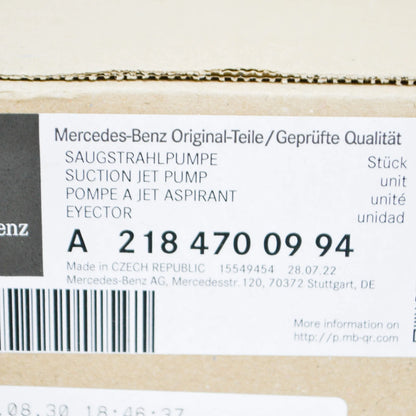 Mercedes-Benz Original-Teile/Geprüfte Qualität
SAUGSTRAHLPUMPE Stück
SUCTION JET PUMP unit
POMPE A JET ASPIRANT unité
EYECTOR unidad
enz
A 218 470 09 94
Made in CZECH REPUBLIC 15549454 28.07.22
Mercedes-Benz AG, Mercedesstr. 120, 70372 Stuttgart, DE
More information on
http://p.mb-qr.com
.08.30 18:46:37